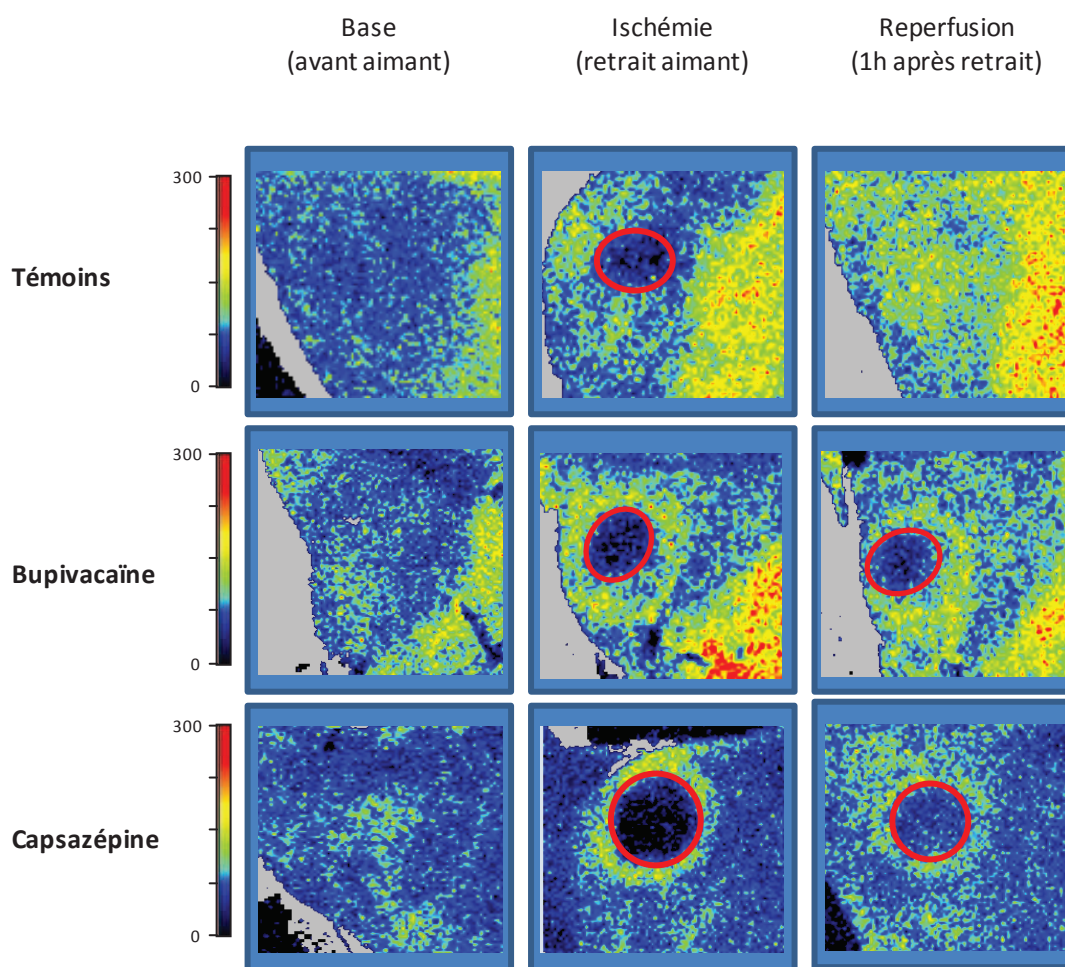 Base
(avant aimant)
Ischémie
(retrait aimant)
Reperfusion
(1h après retrait)
300
Témoins
0
300
Bupivacaïne
0
300
Capsazépine
0